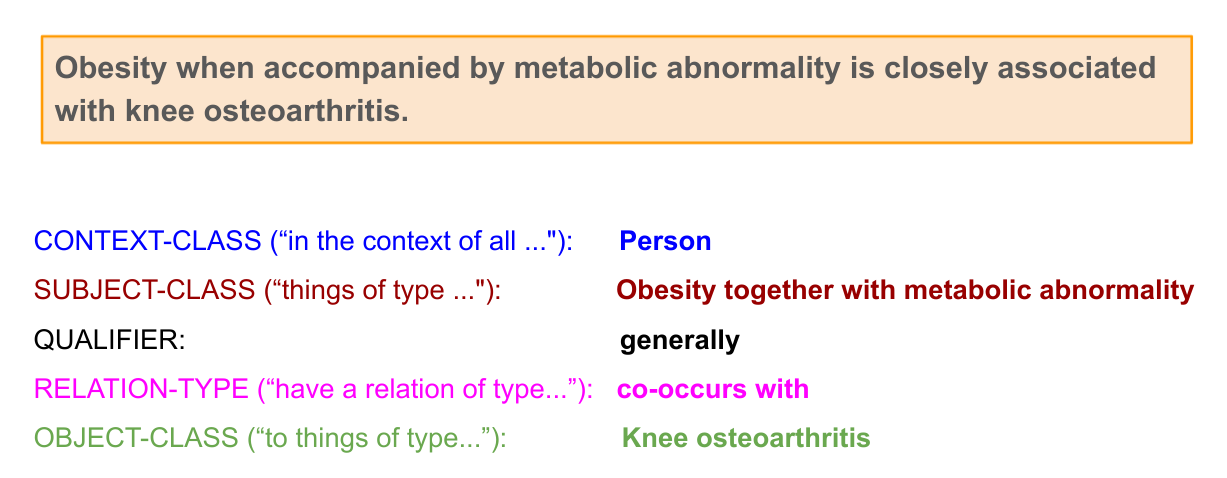 Obesity when accompanied by metabolic abnormality is closely associated
with knee osteoarthritis.
CONTEXT-CLASS (“in the context of all ..."): Person
SUBJECT-CLASS (“things of type ..."): Obesity together with metabolic abnormality
QUALIFIER: generally
RELATION-TYPE (“have a relation of type...”): co-occurs with
OBJECT-CLASS (“to things of type...”): Knee osteoarthritis